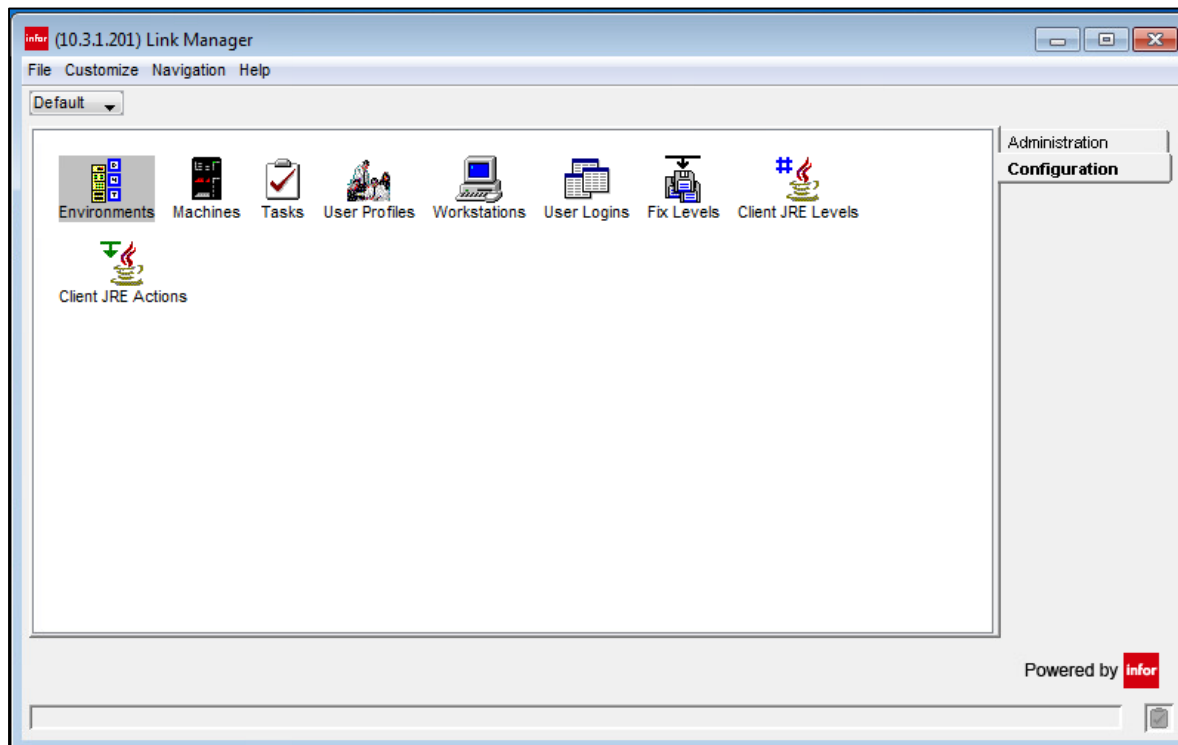 infor (10.3.1.201) Link Manager
File Customize Navigation Help
Default
Administration
Configuration
Environments Machines Tasks User Profiles Workstations User Logins Fix Levels Client JRE Levels
Client JRE Actions
Powered by infor